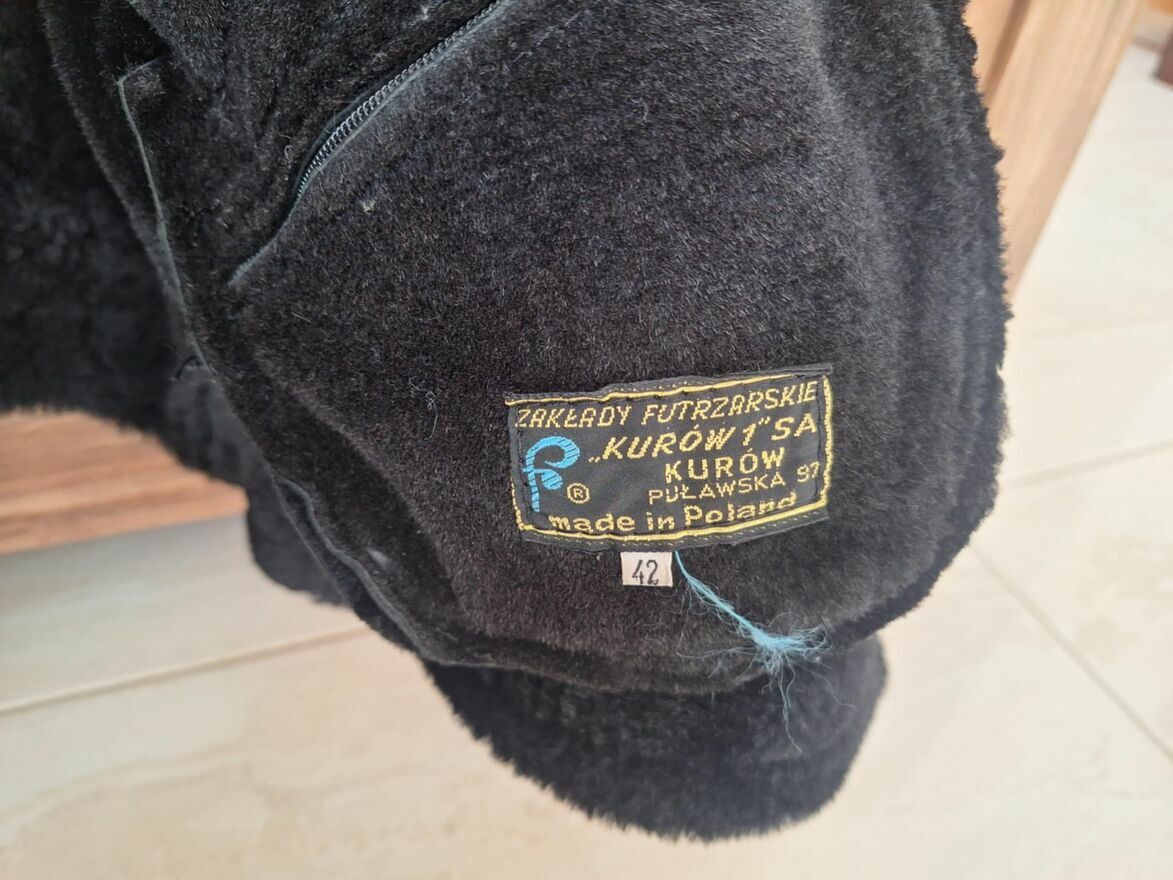 ZAKŁADY FUTRZARSKIE
„KURÓW 1" SA
KURÓW
PUŁAWSKA 97
®
made in Poland
42